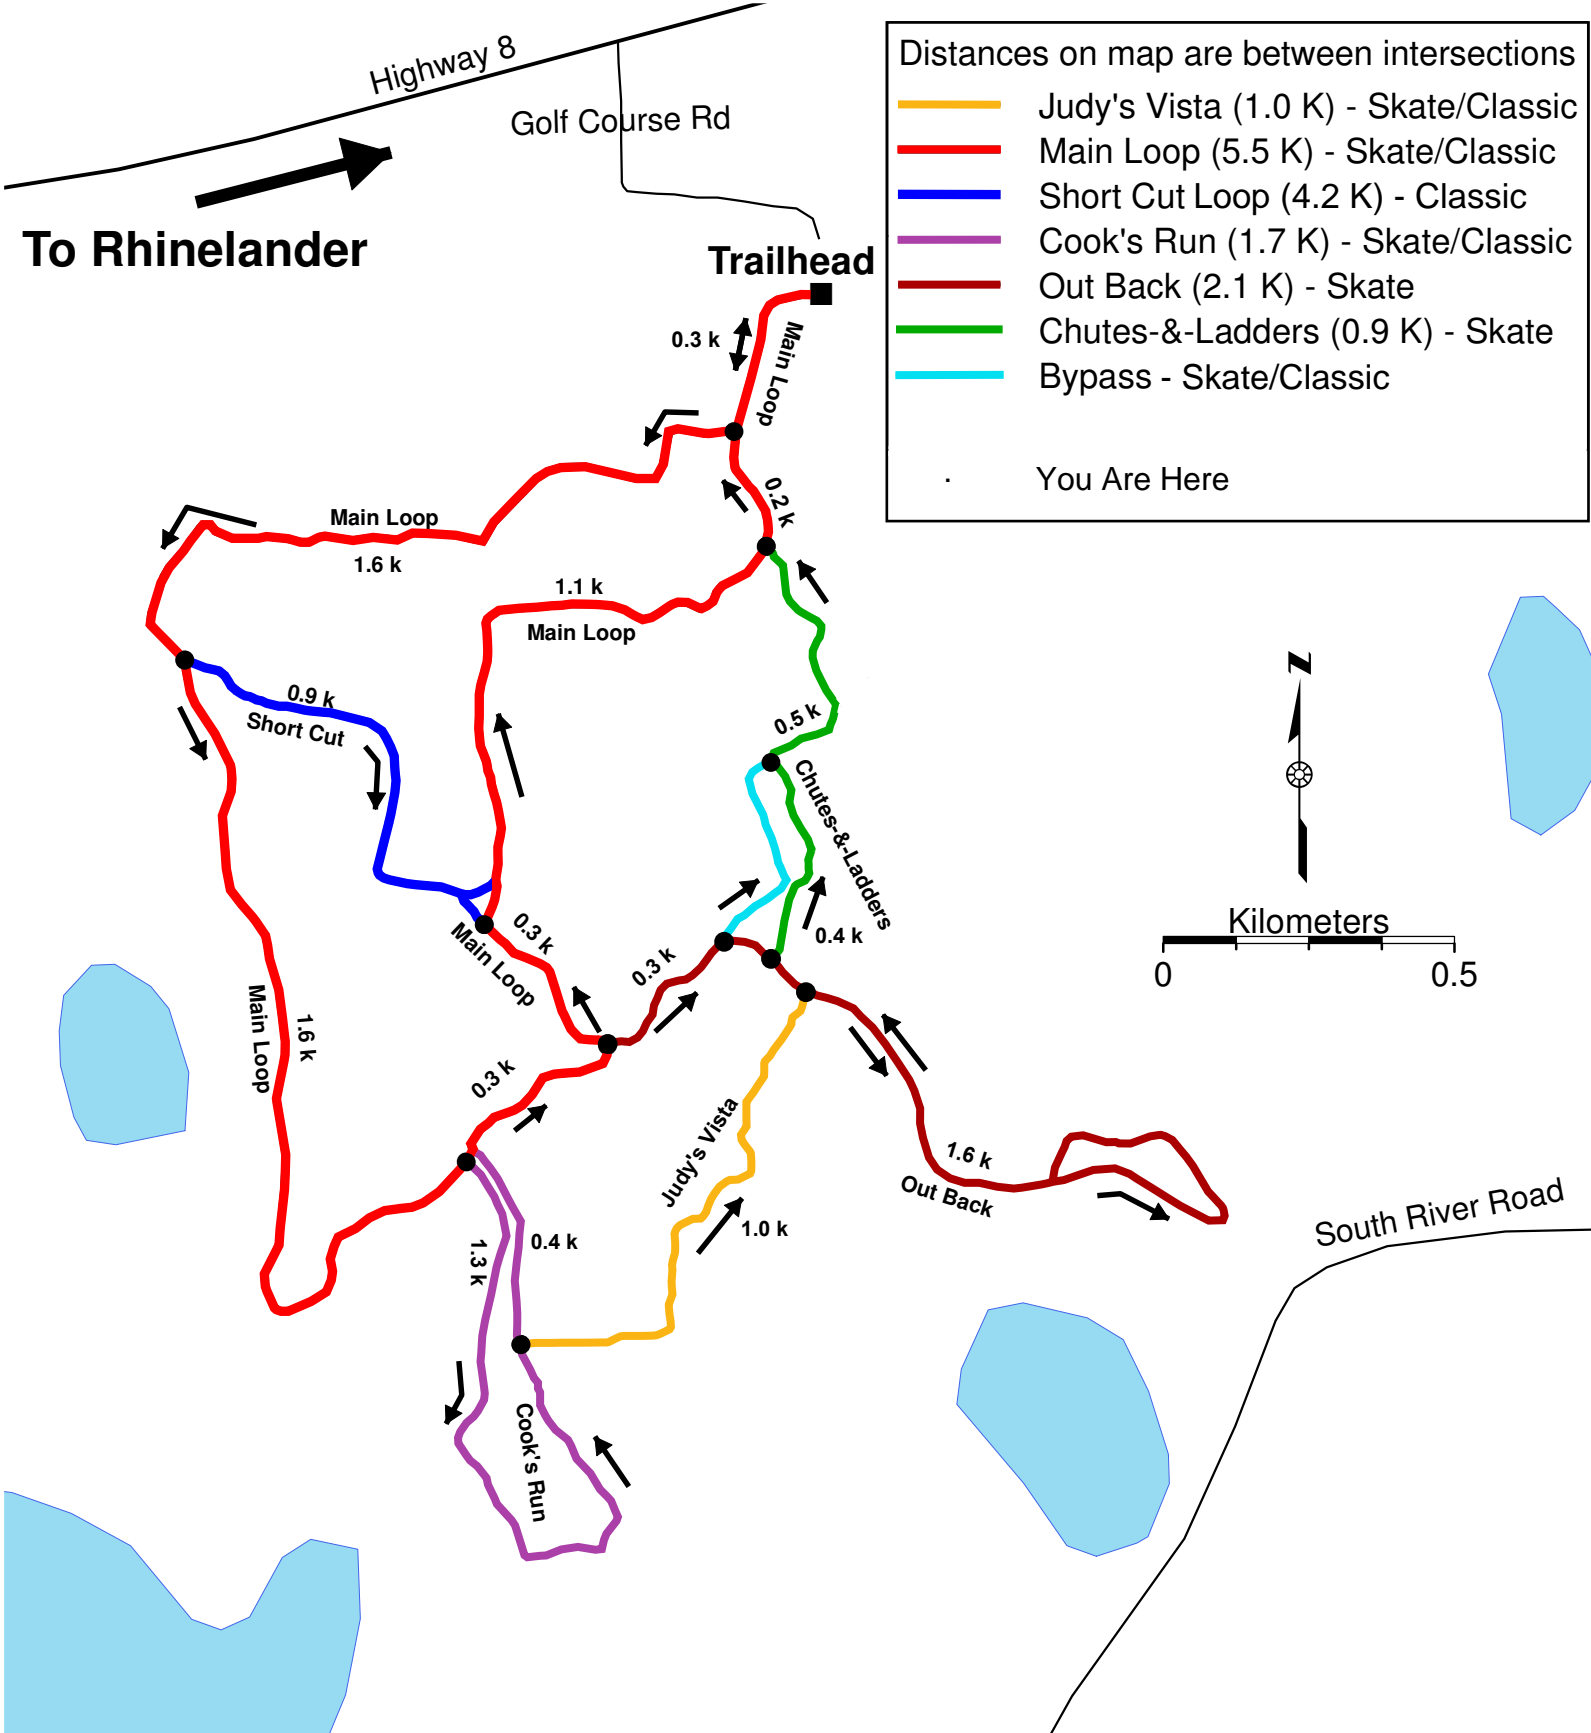 Highway 8
Golf Course Rd
To Rhinelander
Trailhead
Distances on map are between intersections
Judy's Vista (1.0 K) - Skate/Classic
Main Loop (5.5 K) - Skate/Classic
Short Cut Loop (4.2 K) - Classic
Cook's Run (1.7 K) - Skate/Classic
Out Back (2.1 K) - Skate
Chutes-&-Ladders (0.9 K) - Skate
Bypass - Skate/Classic
You Are Here
0.3 k
Main Loop
0.2 k
Main Loop
1.6 k
1.1 k
Main Loop
0.9 k
Short Cut
0.5 k
Chutes-&-Ladders
0.4 k
0.3 k
Main Loop
0.3 k
Main Loop
1.6 k
0.3 k
Judy's Vista
1.0 k
1.6 k
Out Back
0.4 k
1.3 k
Cook's Run
N
Kilometers
0 0.5
South River Road